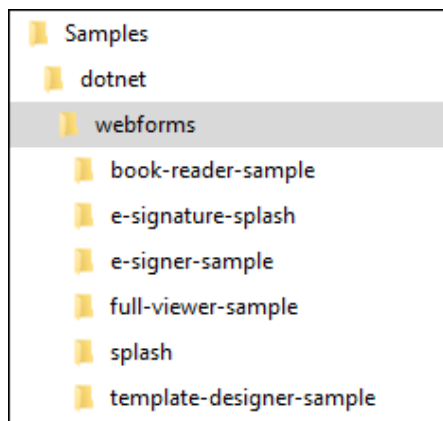 Samples
dotnet
webforms
book-reader-sample
e-signature-splash
e-signer-sample
full-viewer-sample
splash
template-designer-sample